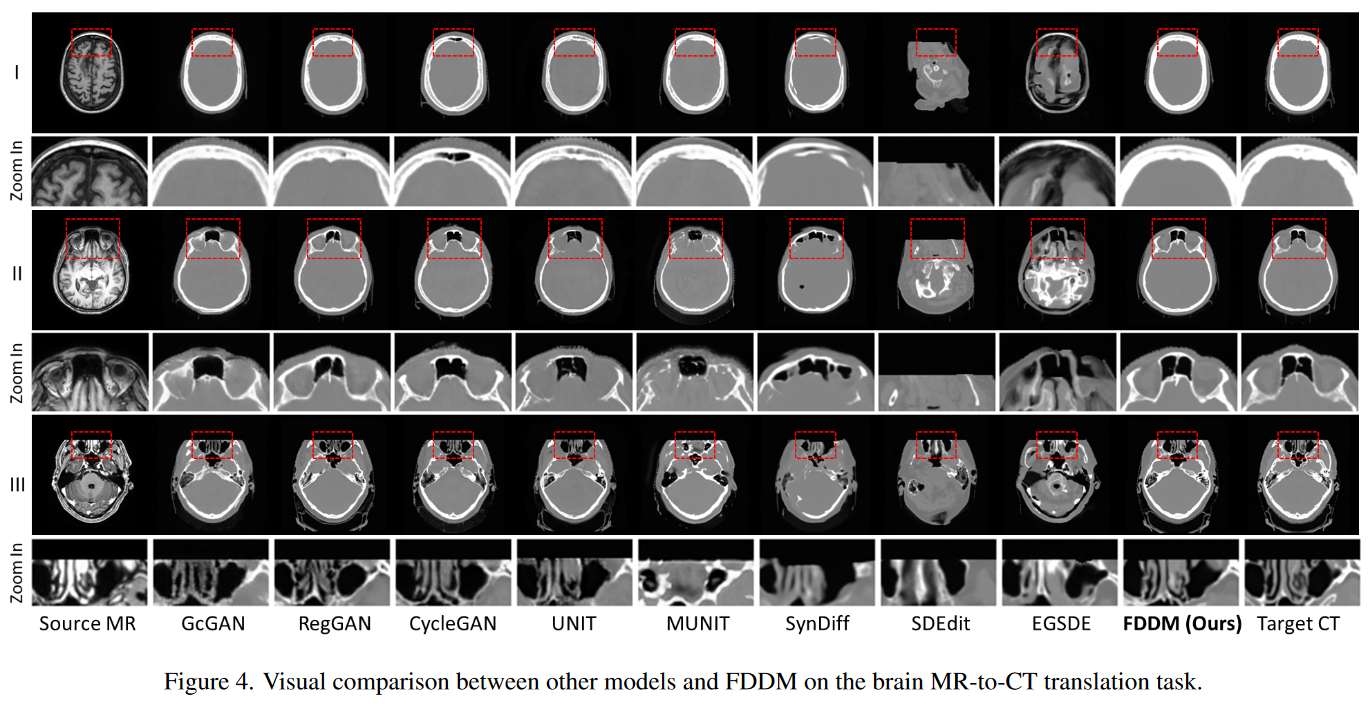 I
Zoom In
II
Zoom In
III
Zoom In
Source MR GcGAN RegGAN CycleGAN UNIT MUNIT SynDiff SDEdit EGSDE FDDM (Ours) Target CT
Figure 4. Visual comparison between other models and FDDM on the brain MR-to-CT translation task.